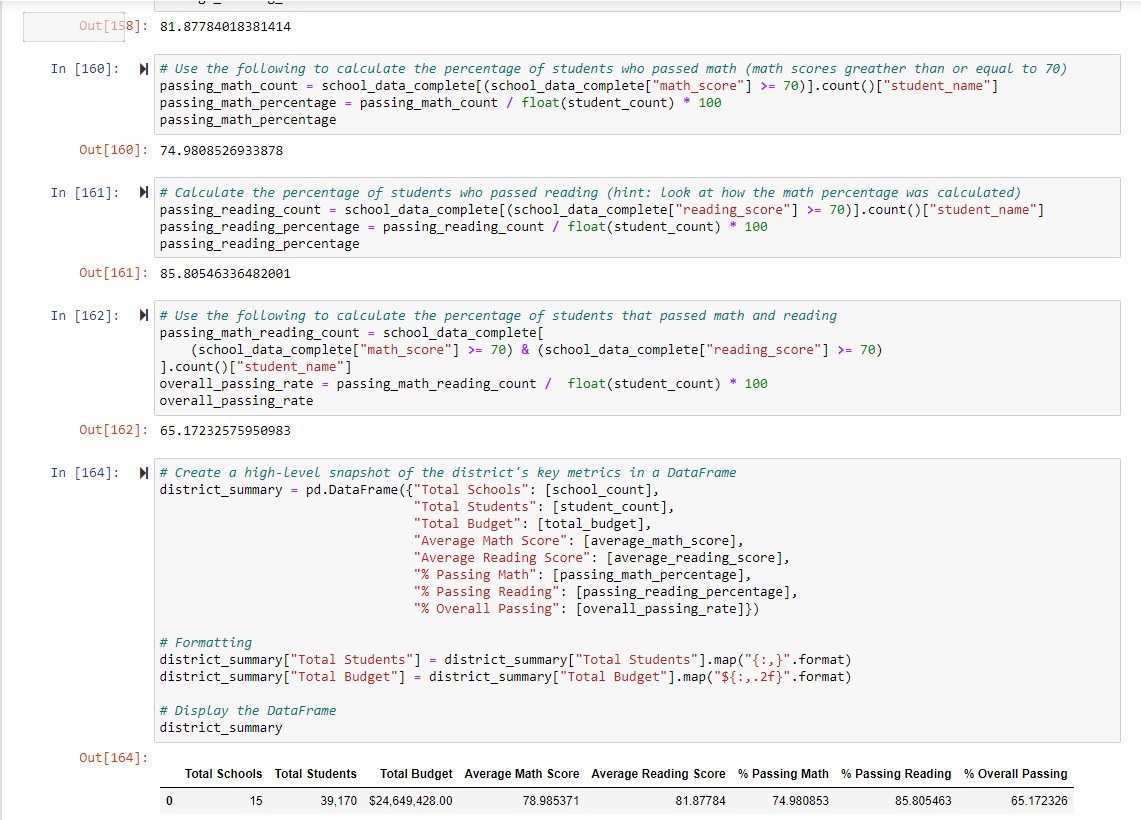 Out[158]: 81.87784018381414
In [160]: # Use the following to calculate the percentage of students who passed math (math scores greather than or equal to 70)
passing_math_count = school_data_complete[(school_data_complete["math_score"] >= 70)].count()["student_name"]
passing_math_percentage = passing_math_count / float(student_count) * 100
passing_math_percentage
Out[160]: 74.9808526933878
In [161]: # Calculate the percentage of students who passed reading (hint: look at how the math percentage was calculated)
passing_reading_count = school_data_complete[(school_data_complete["reading_score"] >= 70)].count()["student_name"]
passing_reading_percentage = passing_reading_count / float(student_count) * 100
passing_reading_percentage
Out[161]: 85.80546336482001
In [162]: # Use the following to calculate the percentage of students that passed math and reading
passing_math_reading_count = school_data_complete[
    (school_data_complete["math_score"] >= 70) & (school_data_complete["reading_score"] >= 70)
].count()["student_name"]
overall_passing_rate = passing_math_reading_count /  float(student_count) * 100
overall_passing_rate
Out[162]: 65.17232575950983
In [164]: # Create a high-level snapshot of the district's key metrics in a DataFrame
district_summary = pd.DataFrame({"Total Schools": [school_count],
                                 "Total Students": [student_count],
                                 "Total Budget": [total_budget],
                                 "Average Math Score": [average_math_score],
                                 "Average Reading Score": [average_reading_score],
                                 "% Passing Math": [passing_math_percentage],
                                 "% Passing Reading": [passing_reading_percentage],
                                 "% Overall Passing": [overall_passing_rate]})
# Formatting
district_summary["Total Students"] = district_summary["Total Students"].map("{:,}".format)
district_summary["Total Budget"] = district_summary["Total Budget"].map("${:,.2f}".format)
# Display the DataFrame
district_summary
Out[164]:
Total Schools Total Students Total Budget Average Math Score Average Reading Score % Passing Math % Passing Reading % Overall Passing
0 15 39,170 $24,649,428.00 78.985371 81.87784 74.980853 85.805463 65.172326